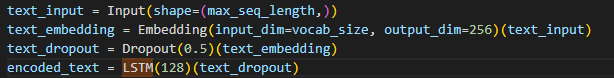 text_input = Input(shape=(max_seq_length,))
text_embedding = Embedding(input_dim=vocab_size, output_dim=256)(text_input)
text_dropout = Dropout(0.5)(text_embedding)
encoded_text = LSTM(128)(text_dropout)